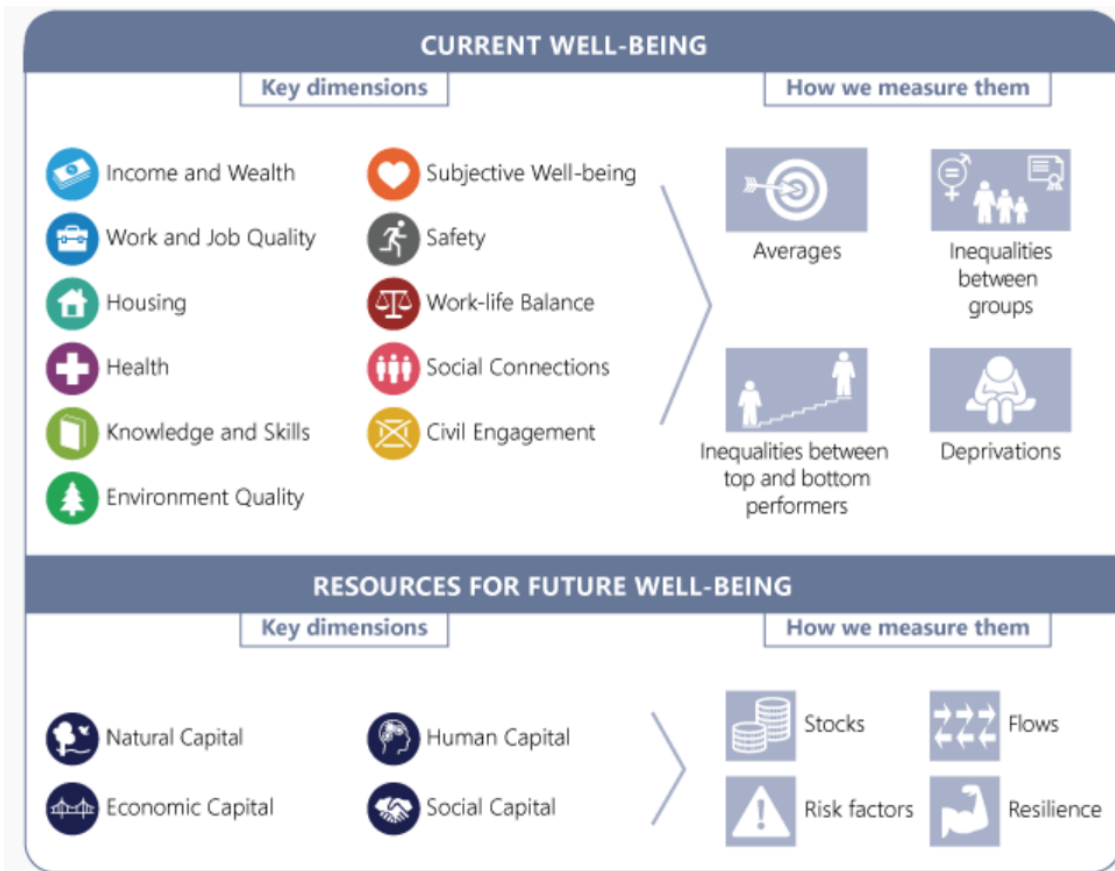 CURRENT WELL-BEING
Key dimensions
How we measure them
Income and Wealth
Work and Job Quality
Housing
Health
Knowledge and Skills
Environment Quality
Subjective Well-being
Safety
Work-life Balance
Social Connections
Civil Engagement
Averages
Inequalities
between
groups
Inequalities between
top and bottom
performers
Deprivations
RESOURCES FOR FUTURE WELL-BEING
Key dimensions
How we measure them
Natural Capital
Economic Capital
Human Capital
Social Capital
Stocks
Flows
Risk factors
Resilience